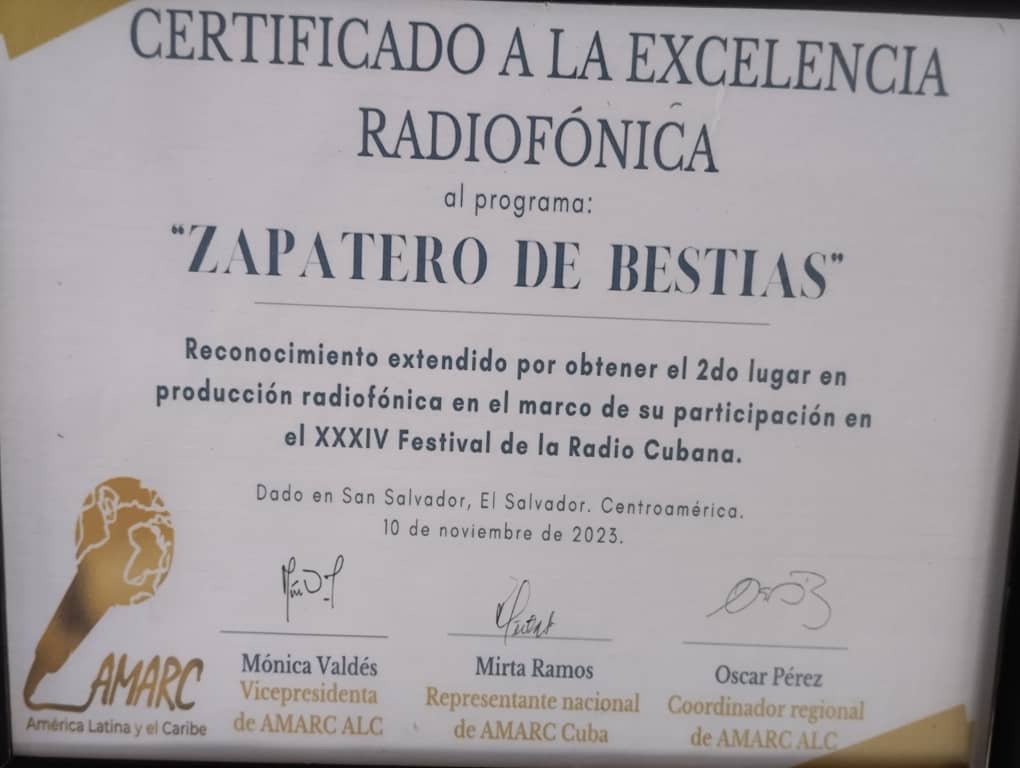 CERTIFICADO A LA EXCELENCIA
RADIOFÓNICA
al programa:
“ZAPATERO DE BESTIAS”
Reconocimiento extendido por obtener el 2do lugar en
producción radiofónica en el marco de su participación en
el XXXIV Festival de la Radio Cubana.
Dado en San Salvador, El Salvador. Centroamérica.
10 de noviembre de 2023.
AMARC
América Latina y el Caribe
Mónica Valdés
Vicepresidenta
de AMARC ALC
Mirta Ramos
Representante nacional
de AMARC Cuba
Oscar Pérez
Coordinador regional
de AMARC ALC